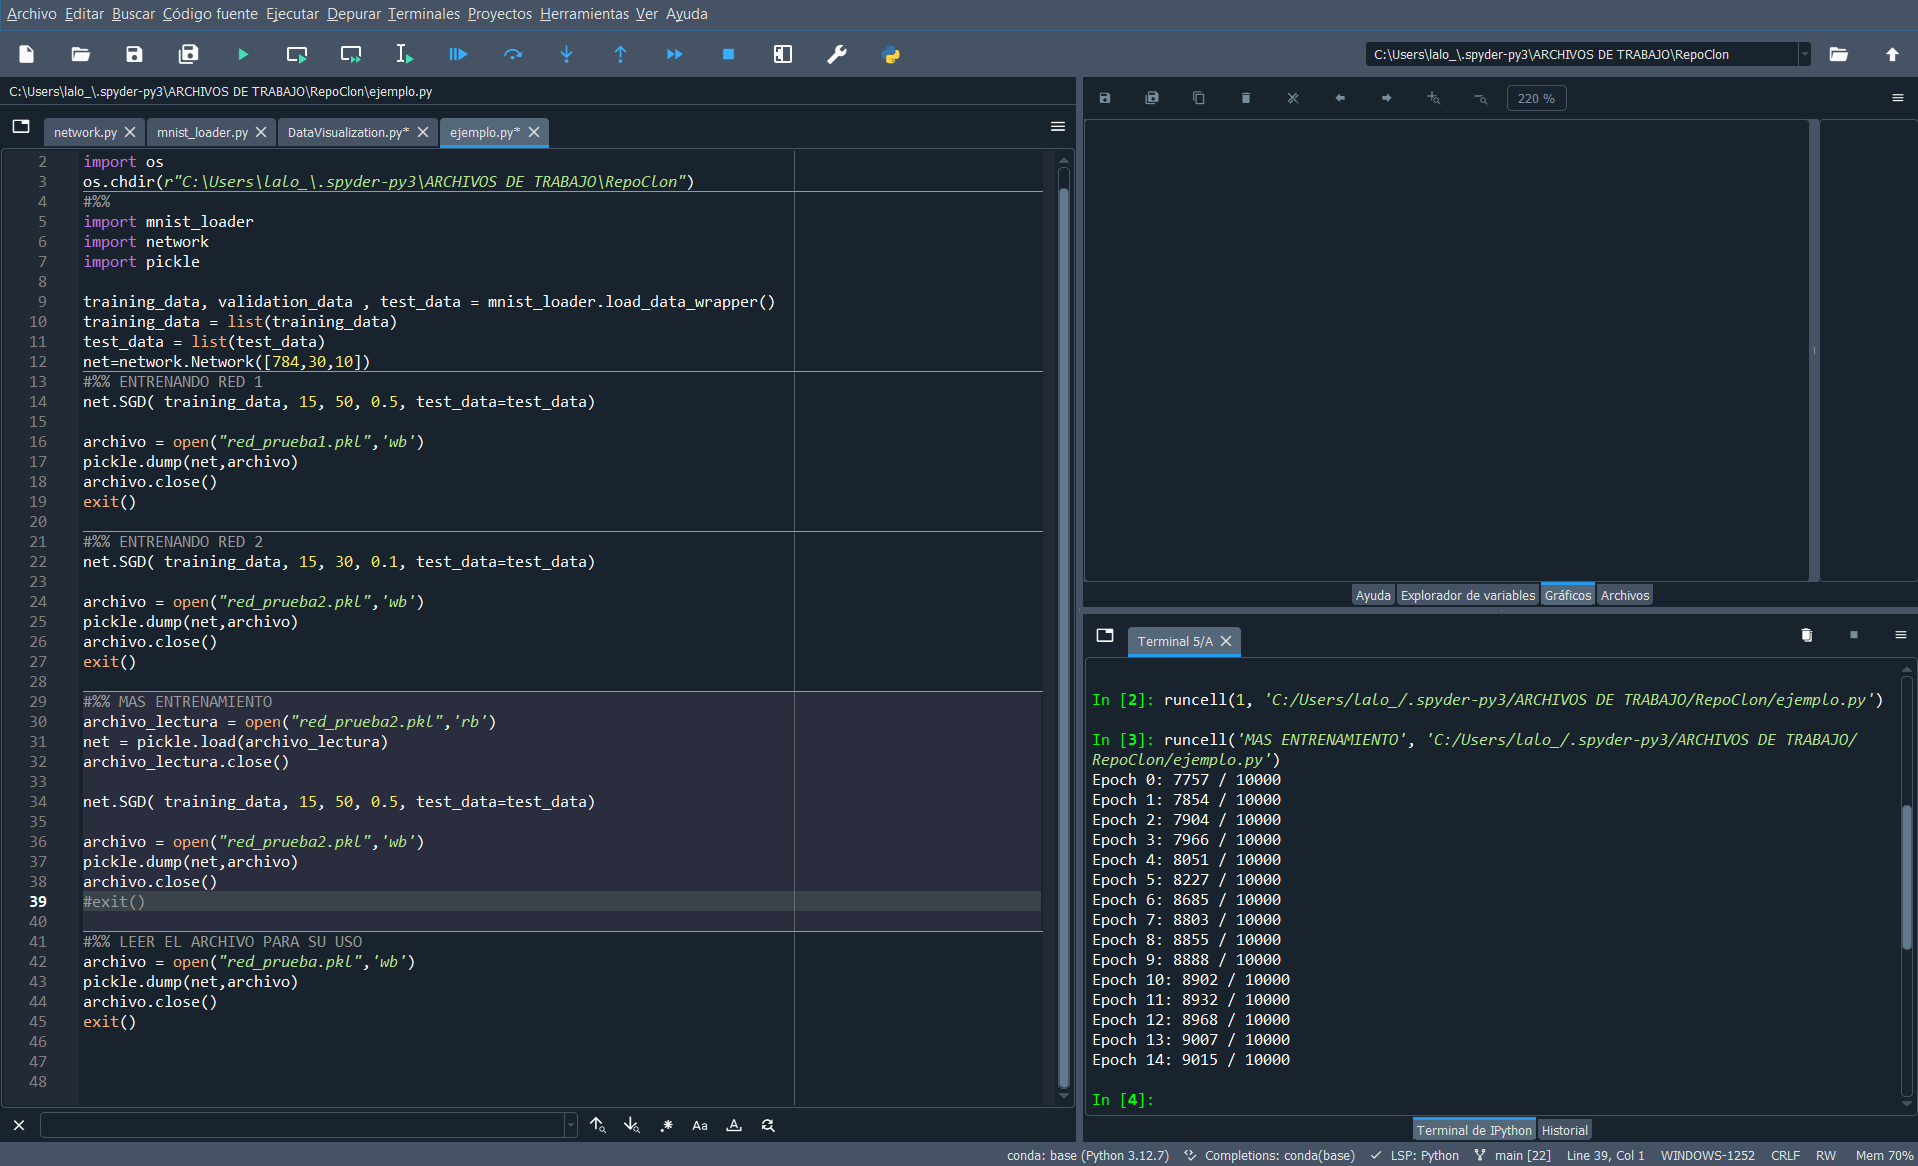 Archivo Editar Buscar Código fuente Ejecutar Depurar Terminales Proyectos Herramientas Ver Ayuda
C:\Users\lalo_\.spyder-py3\ARCHIVOS DE TRABAJO\RepoClon
C:\Users\lalo_\.spyder-py3\ARCHIVOS DE TRABAJO\RepoClon\ejemplo.py
network.py mnist_loader.py DataVisualization.py* ejemplo.py*
2 import os
3 os.chdir(r"C:\Users\lalo_\.spyder-py3\ARCHIVOS DE TRABAJO\RepoClon")
4 #%%
5 import mnist_loader
6 import network
7 import pickle
8
9 training_data, validation_data , test_data = mnist_loader.load_data_wrapper()
10 training_data = list(training_data)
11 test_data = list(test_data)
12 net=network.Network([784,30,10])
13 #%% ENTRENANDO RED 1
14 net.SGD( training_data, 15, 50, 0.5, test_data=test_data)
15
16 archivo = open("red_prueba1.pkl",'wb')
17 pickle.dump(net,archivo)
18 archivo.close()
19 exit()
20
21 #%% ENTRENANDO RED 2
22 net.SGD( training_data, 15, 30, 0.1, test_data=test_data)
23
24 archivo = open("red_prueba2.pkl",'wb')
25 pickle.dump(net,archivo)
26 archivo.close()
27 exit()
28
29 #%% MAS ENTRENAMIENTO
30 archivo_lectura = open("red_prueba2.pkl",'rb')
31 net = pickle.load(archivo_lectura)
32 archivo_lectura.close()
33
34 net.SGD( training_data, 15, 50, 0.5, test_data=test_data)
35
36 archivo = open("red_prueba2.pkl",'wb')
37 pickle.dump(net,archivo)
38 archivo.close()
39 #exit()
40
41 #%% LEER EL ARCHIVO PARA SU USO
42 archivo = open("red_prueba.pkl",'wb')
43 pickle.dump(net,archivo)
44 archivo.close()
45 exit()
46
47
48
Aa
220 %
Ayuda Explorador de variables Gráficos Archivos
Terminal 5/A
In [2]: runcell(1, 'C:/Users/lalo_/.spyder-py3/ARCHIVOS DE TRABAJO/RepoClon/ejemplo.py')
In [3]: runcell('MAS ENTRENAMIENTO', 'C:/Users/lalo_/.spyder-py3/ARCHIVOS DE TRABAJO/
RepoClon/ejemplo.py')
Epoch 0: 7757 / 10000
Epoch 1: 7854 / 10000
Epoch 2: 7904 / 10000
Epoch 3: 7966 / 10000
Epoch 4: 8051 / 10000
Epoch 5: 8227 / 10000
Epoch 6: 8685 / 10000
Epoch 7: 8803 / 10000
Epoch 8: 8855 / 10000
Epoch 9: 8888 / 10000
Epoch 10: 8902 / 10000
Epoch 11: 8932 / 10000
Epoch 12: 8968 / 10000
Epoch 13: 9007 / 10000
Epoch 14: 9015 / 10000
In [4]:
Terminal de IPython Historial
conda: base (Python 3.12.7) Completions: conda(base) LSP: Python main [22] Line 39, Col 1 WINDOWS-1252 CRLF RW Mem 70%